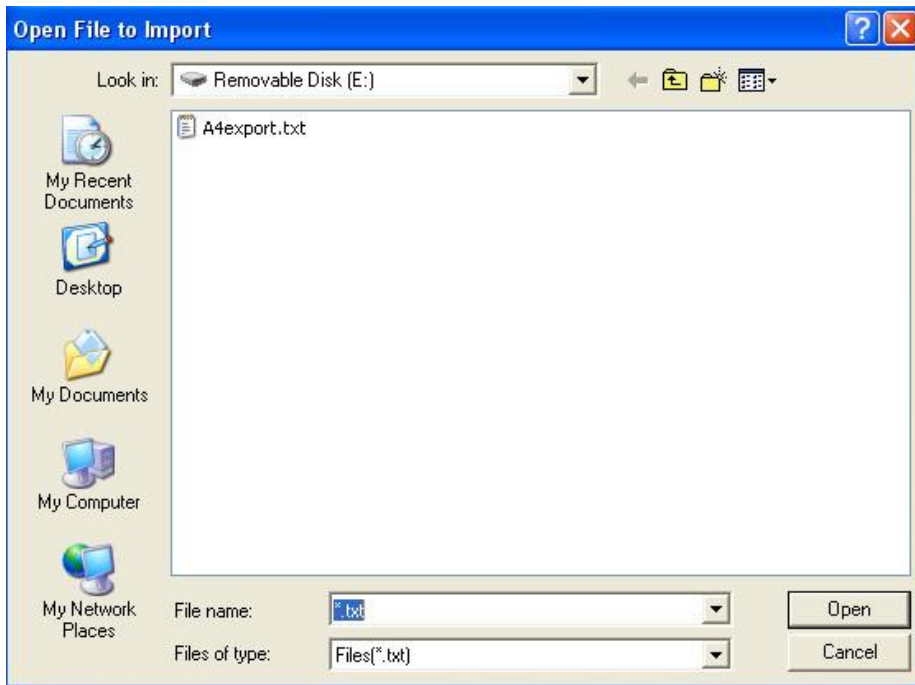 Open File to Import
Look in:
Removable Disk (E:)
A4export.txt
My Recent
Documents
Desktop
My Documents
My Computer
My Network
Places
File name:
*.txt
Open
Files of type:
Files(*.txt)
Cancel